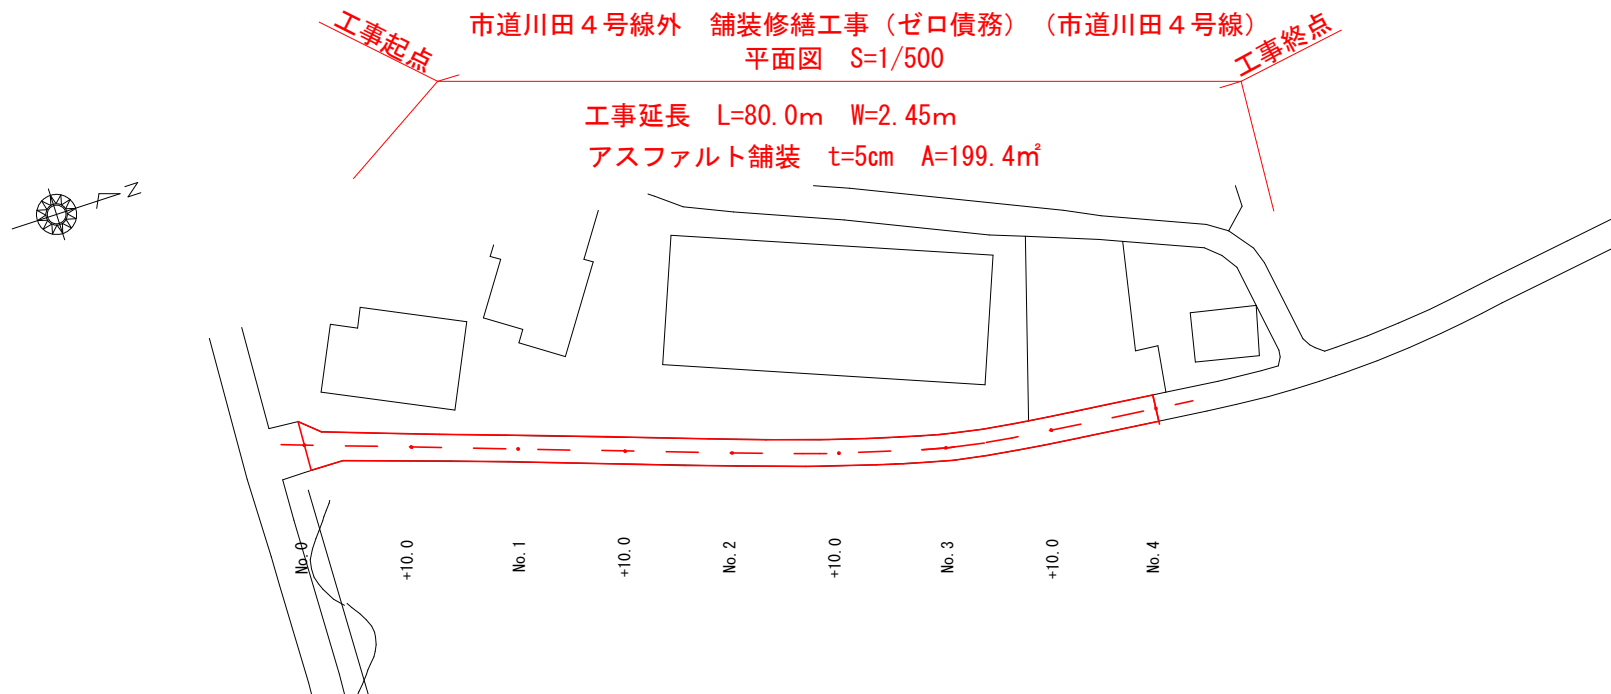 市道川田４号線外　舗装修繕工事（ゼロ債務）（市道川田４号線）
平面図　S=1/500
工事起点
工事終点
工事延長　L=80.0m　W=2.45m
アスファルト舗装　t=5cm　A=199.4㎡
N
No.0
+10.0
No.1
+10.0
No.2
+10.0
No.3
+10.0
No.4